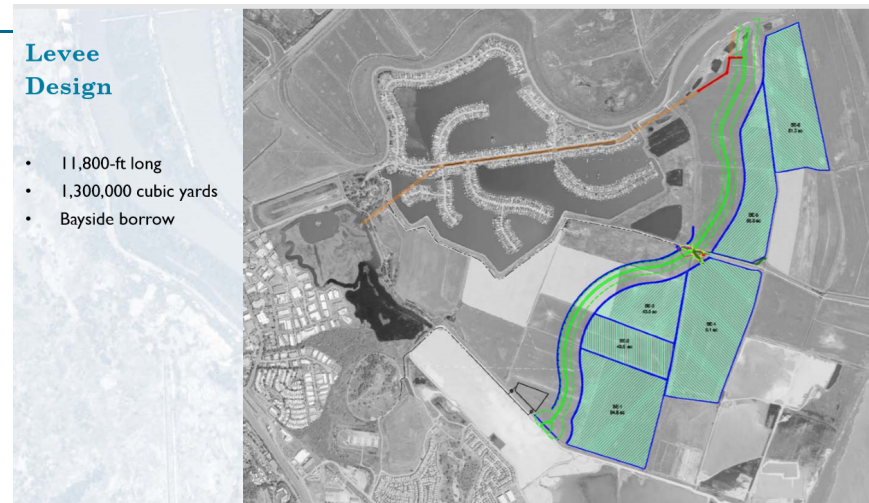 Levee
Design
• 11,800-ft long
• 1,300,000 cubic yards
• Bayside borrow